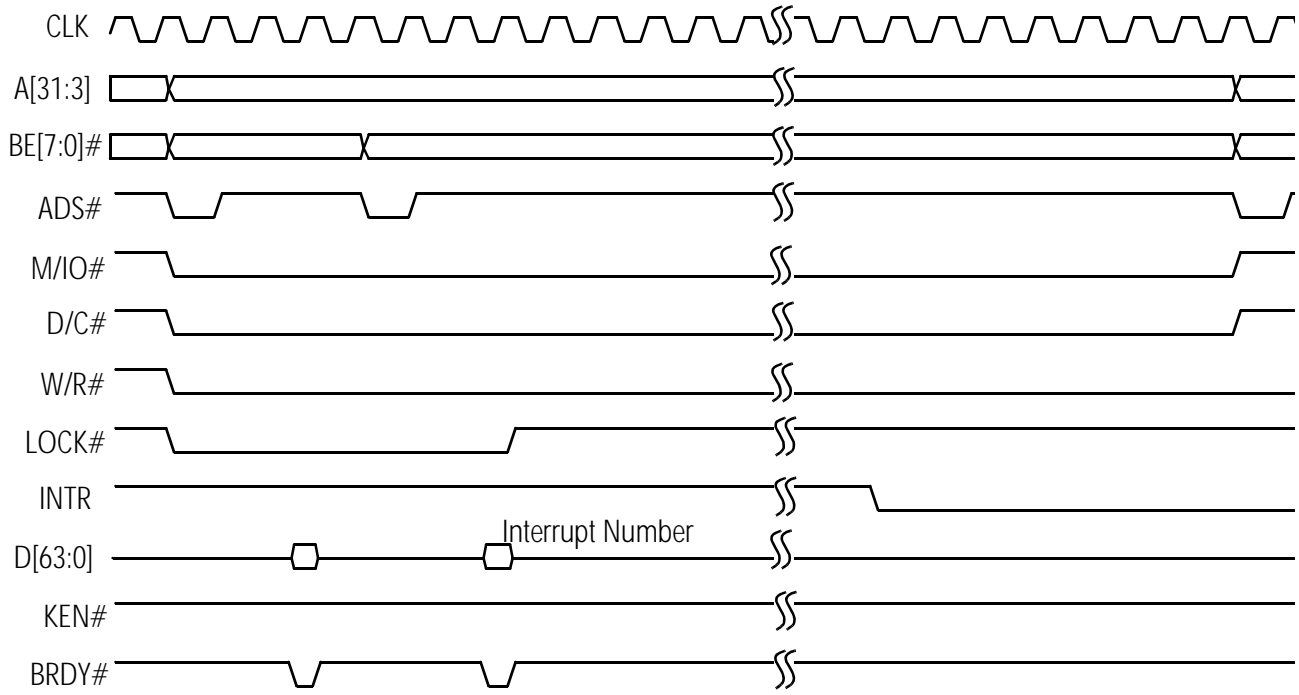 CLK
A[31:3]
BE[7:0]#
ADS#
M/IO#
D/C#
W/R#
LOCK#
INTR
Interrupt Number
D[63:0]
KEN#
BRDY#